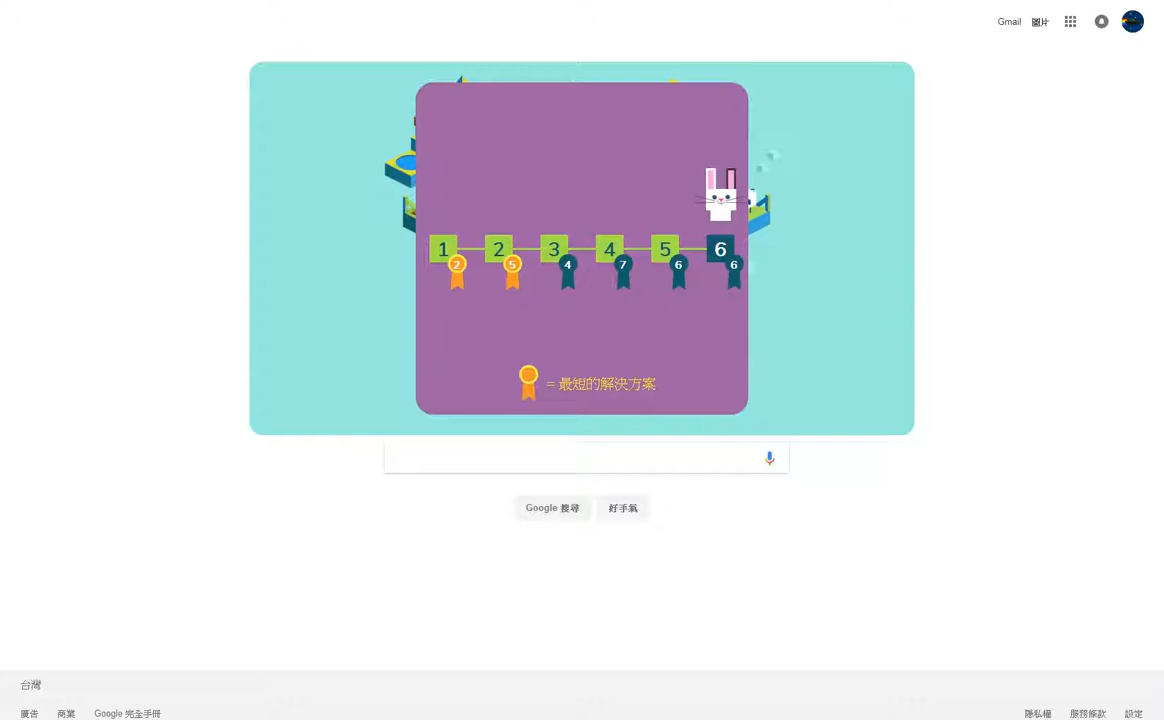 Gmail 圖片
1 2 3 4 5 6
2 5 4 7 6 6
= 最短的解決方案
Google 搜尋 好手氣
台灣
廣告 商業 Google 完全手冊 隱私權 服務條款 設定